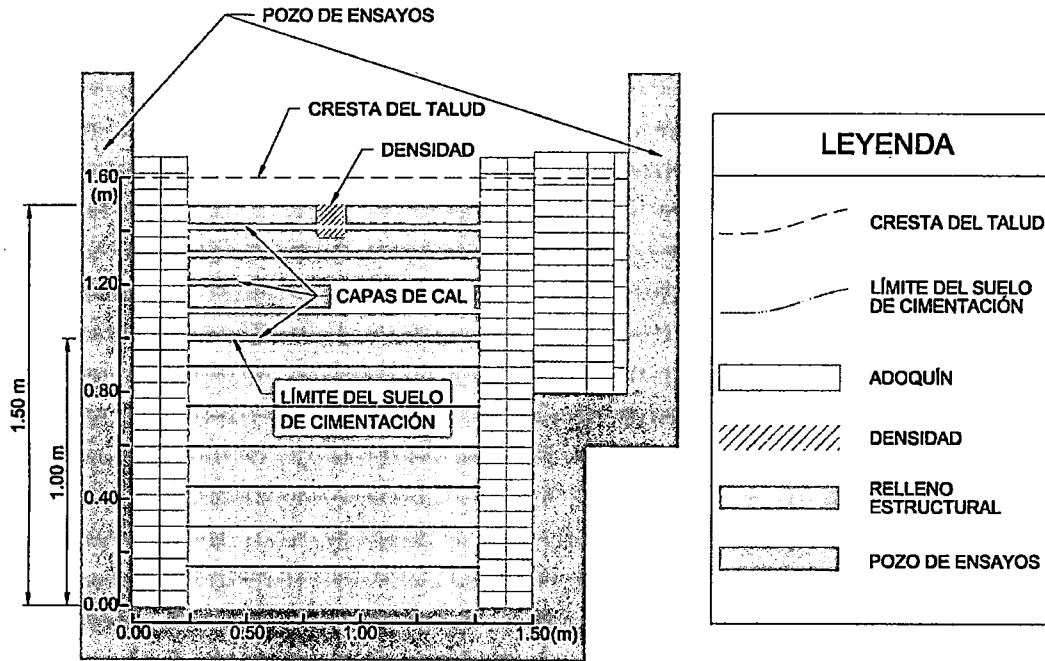 POZO DE ENSAYOS
CRESTA DEL TALUD
DENSIDAD
1.60
(m)
1.20
CAPAS DE CAL
0.80
LÍMITE DEL SUELO
DE CIMENTACIÓN
0.40
0.00
1.50 m
1.00 m
0.00
0.50
1.00
1.50 (m)
LEYENDA
CRESTA DEL TALUD
LÍMITE DEL SUELO
DE CIMENTACIÓN
ADOQUÍN
DENSIDAD
RELLENO
ESTRUCTURAL
POZO DE ENSAYOS